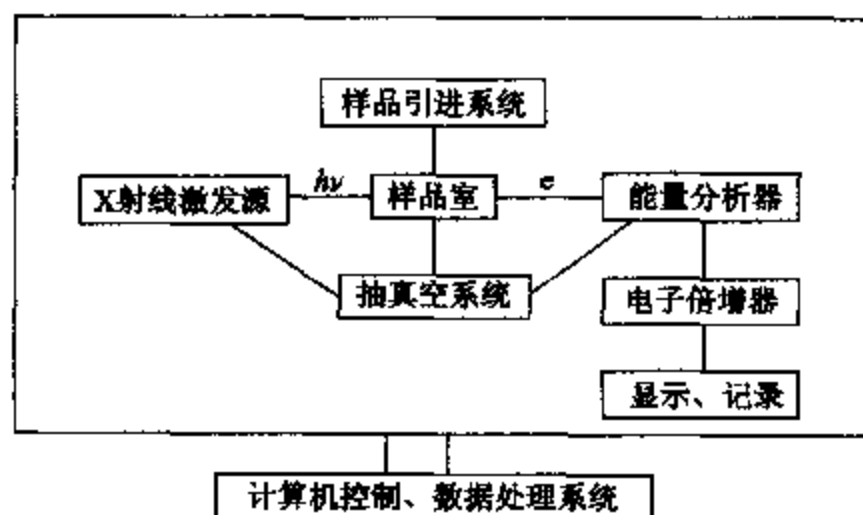 样品引进系统
X射线激发源
hν
样品室
e
能量分析器
抽真空系统
电子倍增器
显示、记录
计算机控制、数据处理系统